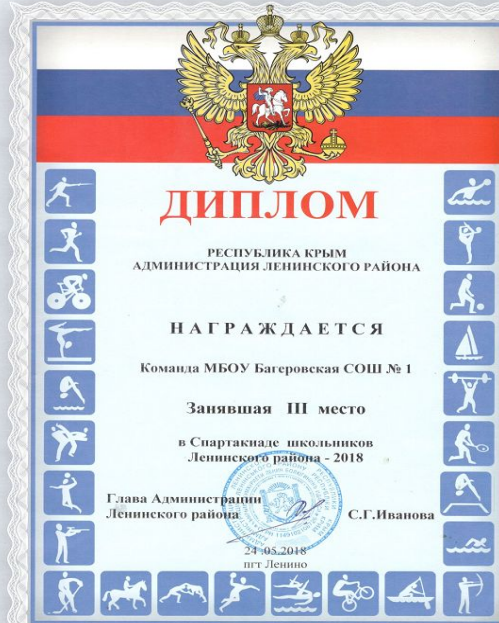 ДИПЛОМ
РЕСПУБЛИКА КРЫМ
АДМИНИСТРАЦИЯ ЛЕНИНСКОГО РАЙОНА
НАГРАЖДАЕТСЯ
Команда МБОУ Багеровская СОШ № 1
Занявшая III место
в Спартакиаде школьников
Ленинского района - 2018
Глава Администрации
Ленинского района С.Г.Иванова
24 .05.2018
пгт Ленино